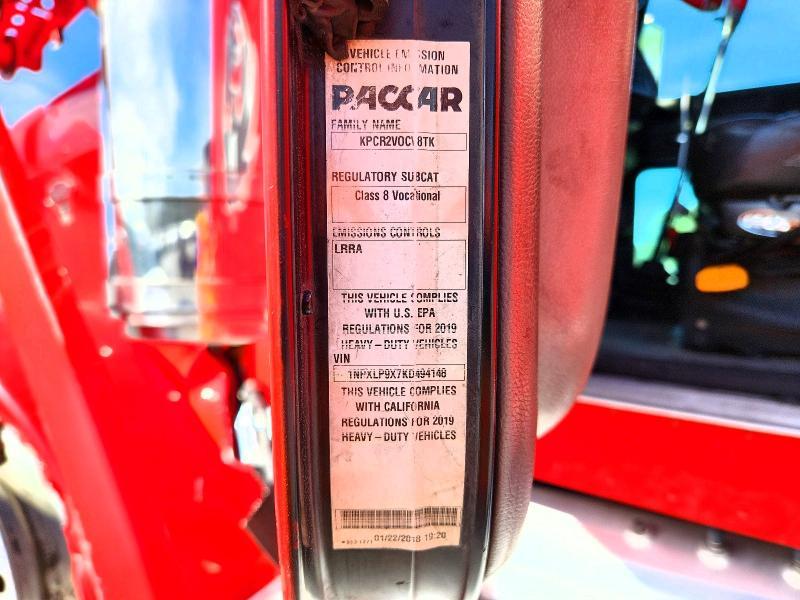 VEHICLE EMISSION
CONTROL INFORMATION
PACCAR
FAMILY NAME
KPCR2VOCV8TK
REGULATORY SUBCAT
Class 8 Vocational
EMISSIONS CONTROLS
LRRA
THIS VEHICLE COMPLIES
WITH U.S. EPA
REGULATIONS FOR 2019
HEAVY-DUTY VEHICLES
VIN
1NPXLP9X7KD494146
THIS VEHICLE COMPLIES
WITH CALIFORNIA
REGULATIONS FOR 2019
HEAVY-DUTY VEHICLES
01/22/2018 19:20